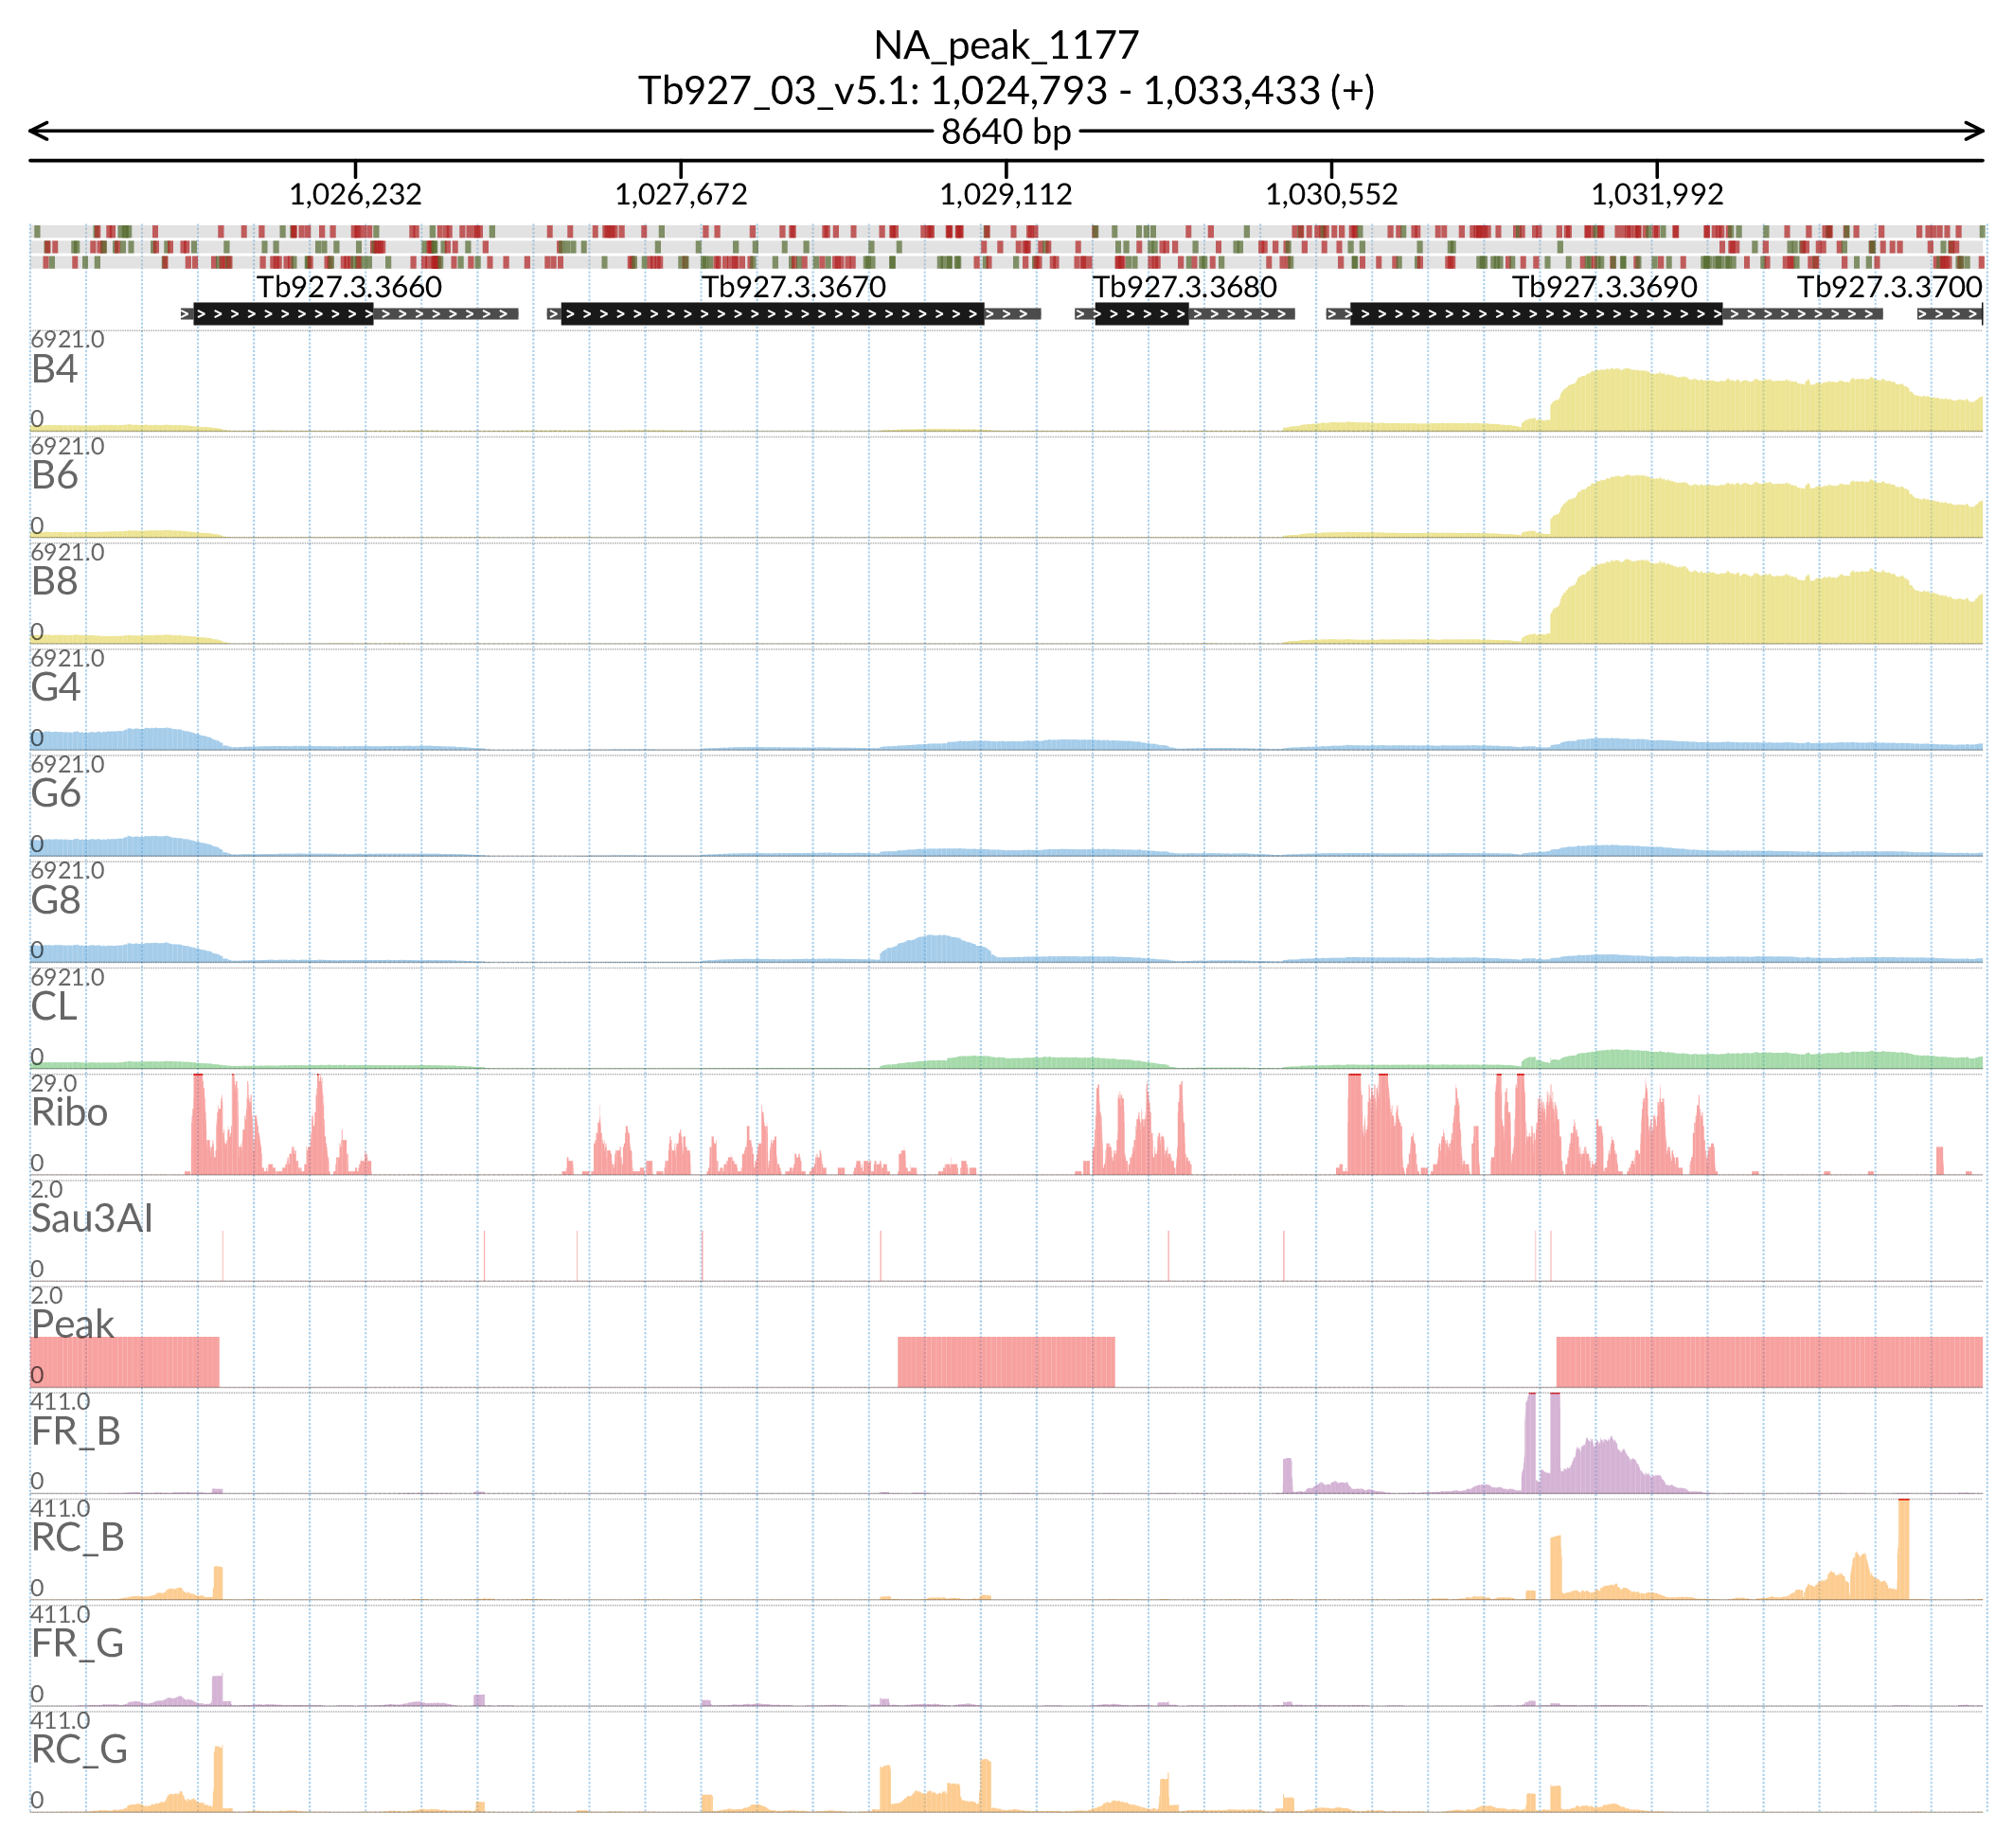 NA_peak_1177
Tb927_03_v5.1: 1,024,793 - 1,033,433 (+)
8640 bp
1,026,232 1,027,672 1,029,112 1,030,552 1,031,992
Tb927.3.3660 Tb927.3.3670 Tb927.3.3680 Tb927.3.3690 Tb927.3.3700
6921.0
B4
0
6921.0
B6
0
6921.0
B8
0
6921.0
G4
0
6921.0
G6
0
6921.0
G8
0
6921.0
CL
0
29.0
Ribo
0
2.0
Sau3AI
0
2.0
Peak
0
411.0
FR_B
0
411.0
RC_B
0
411.0
FR_G
0
411.0
RC_G
0